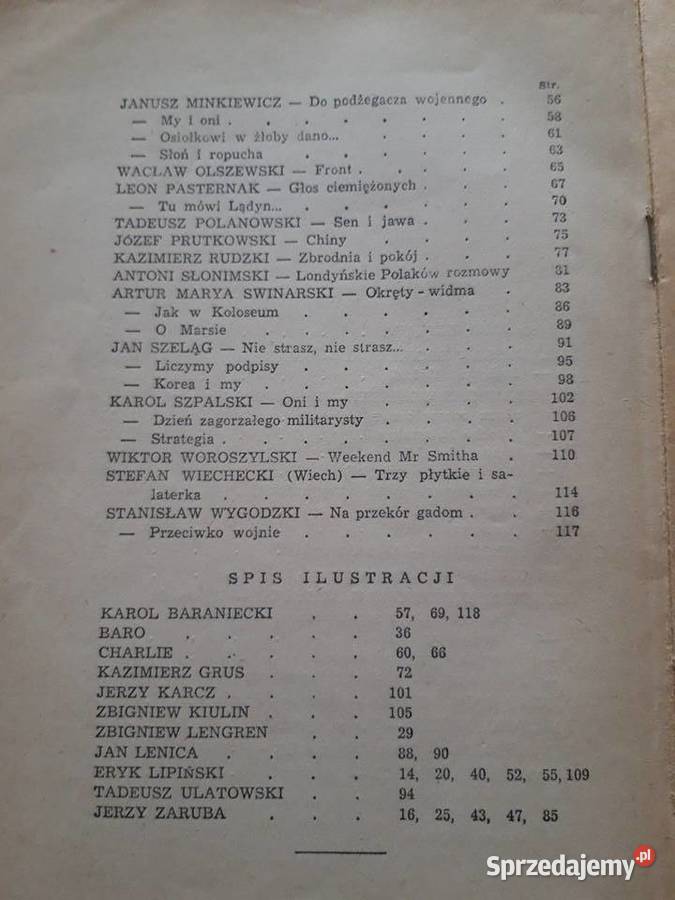 Str.
JANUSZ MINKIEWICZ — Do podżegacza wojennego . 56
— My i oni . . . . . . . . 58
— Osiołkowi w żłoby dano... . . . . 61
— Słoń i ropucha . . . . . . 63
WACŁAW OLSZEWSKI — Front . . . . . 65
LEON PASTERNAK — Głos ciemiężonych . . . 67
— Tu mówi Lądyn... . . . . . . 70
TADEUSZ POLANOWSKI — Sen i jawa . . . 73
JÓZEF PRUTKOWSKI — Chiny . . . . 75
KAZIMIERZ RUDZKI — Zbrodnia i pokój . . . 77
ANTONI SŁONIMSKI — Londyńskie Polaków rozmowy 81
ARTUR MARYA SWINARSKI — Okręty - widma . 83
— Jak w Koloseum . . . . . . 86
— O Marsie . . . . . . . 89
JAN SZELĄG — Nie strasz, nie strasz... . . . 91
— Liczymy podpisy . . . . . 95
— Korea i my . . . . . . . 98
KAROL SZPALSKI — Oni i my . . . . 102
— Dzień zagorzałego militarysty . . . . 106
— Strategia . . . . . . . . 107
WIKTOR WOROSZYLSKI — Weekend Mr Smitha . 110
STEFAN WIECHECKI (Wiech) — Trzy płytkie i sa-
laterka . . . . . . . . 114
STANISŁAW WYGODZKI — Na przekór gadom . . 116
— Przeciwko wojnie . . . . . . 117
SPIS ILUSTRACJI
KAROL BARANIECKI . . 57, 69, 118
BARO . . . . . 36
CHARLIE . . . . . 60, 66
KAZIMIERZ GRUS . . . 72
JERZY KARCZ . . . . 101
ZBIGNIEW KIULIN . . . 105
ZBIGNIEW LENGREN . . 29
JAN LENICA . . . . 88, 90
ERYK LIPIŃSKI . . . 14, 20, 40, 52, 55, 109
TADEUSZ ULATOWSKI . . 94
JERZY ZARUBA . . . 16, 25, 43, 47, 85
Sprzedajemy.pl